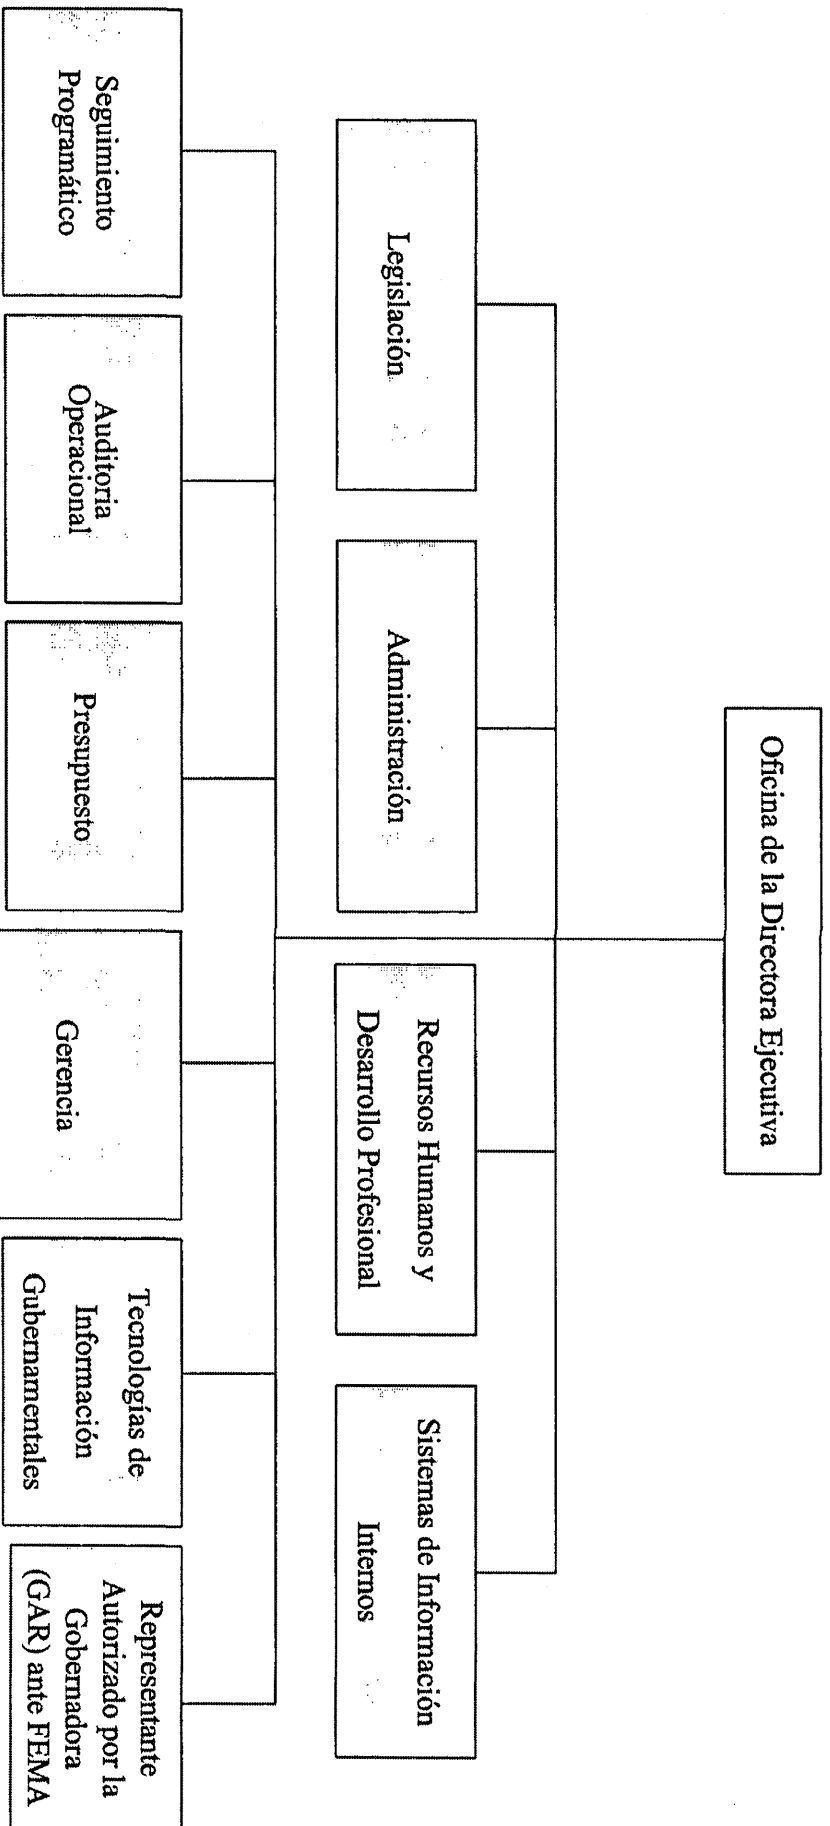 Oficina de la Directora Ejecutiva
Legislación
Administración
Recursos Humanos y
Desarrollo Profesional
Sistemas de Información
Internos
Seguimiento
Programático
Auditoria
Operacional
Presupuesto
Gerencia
Tecnologías de
Información
Gubernamentales
Representante
Autorizado por la
Gobernadora
(GAR) ante FEMA